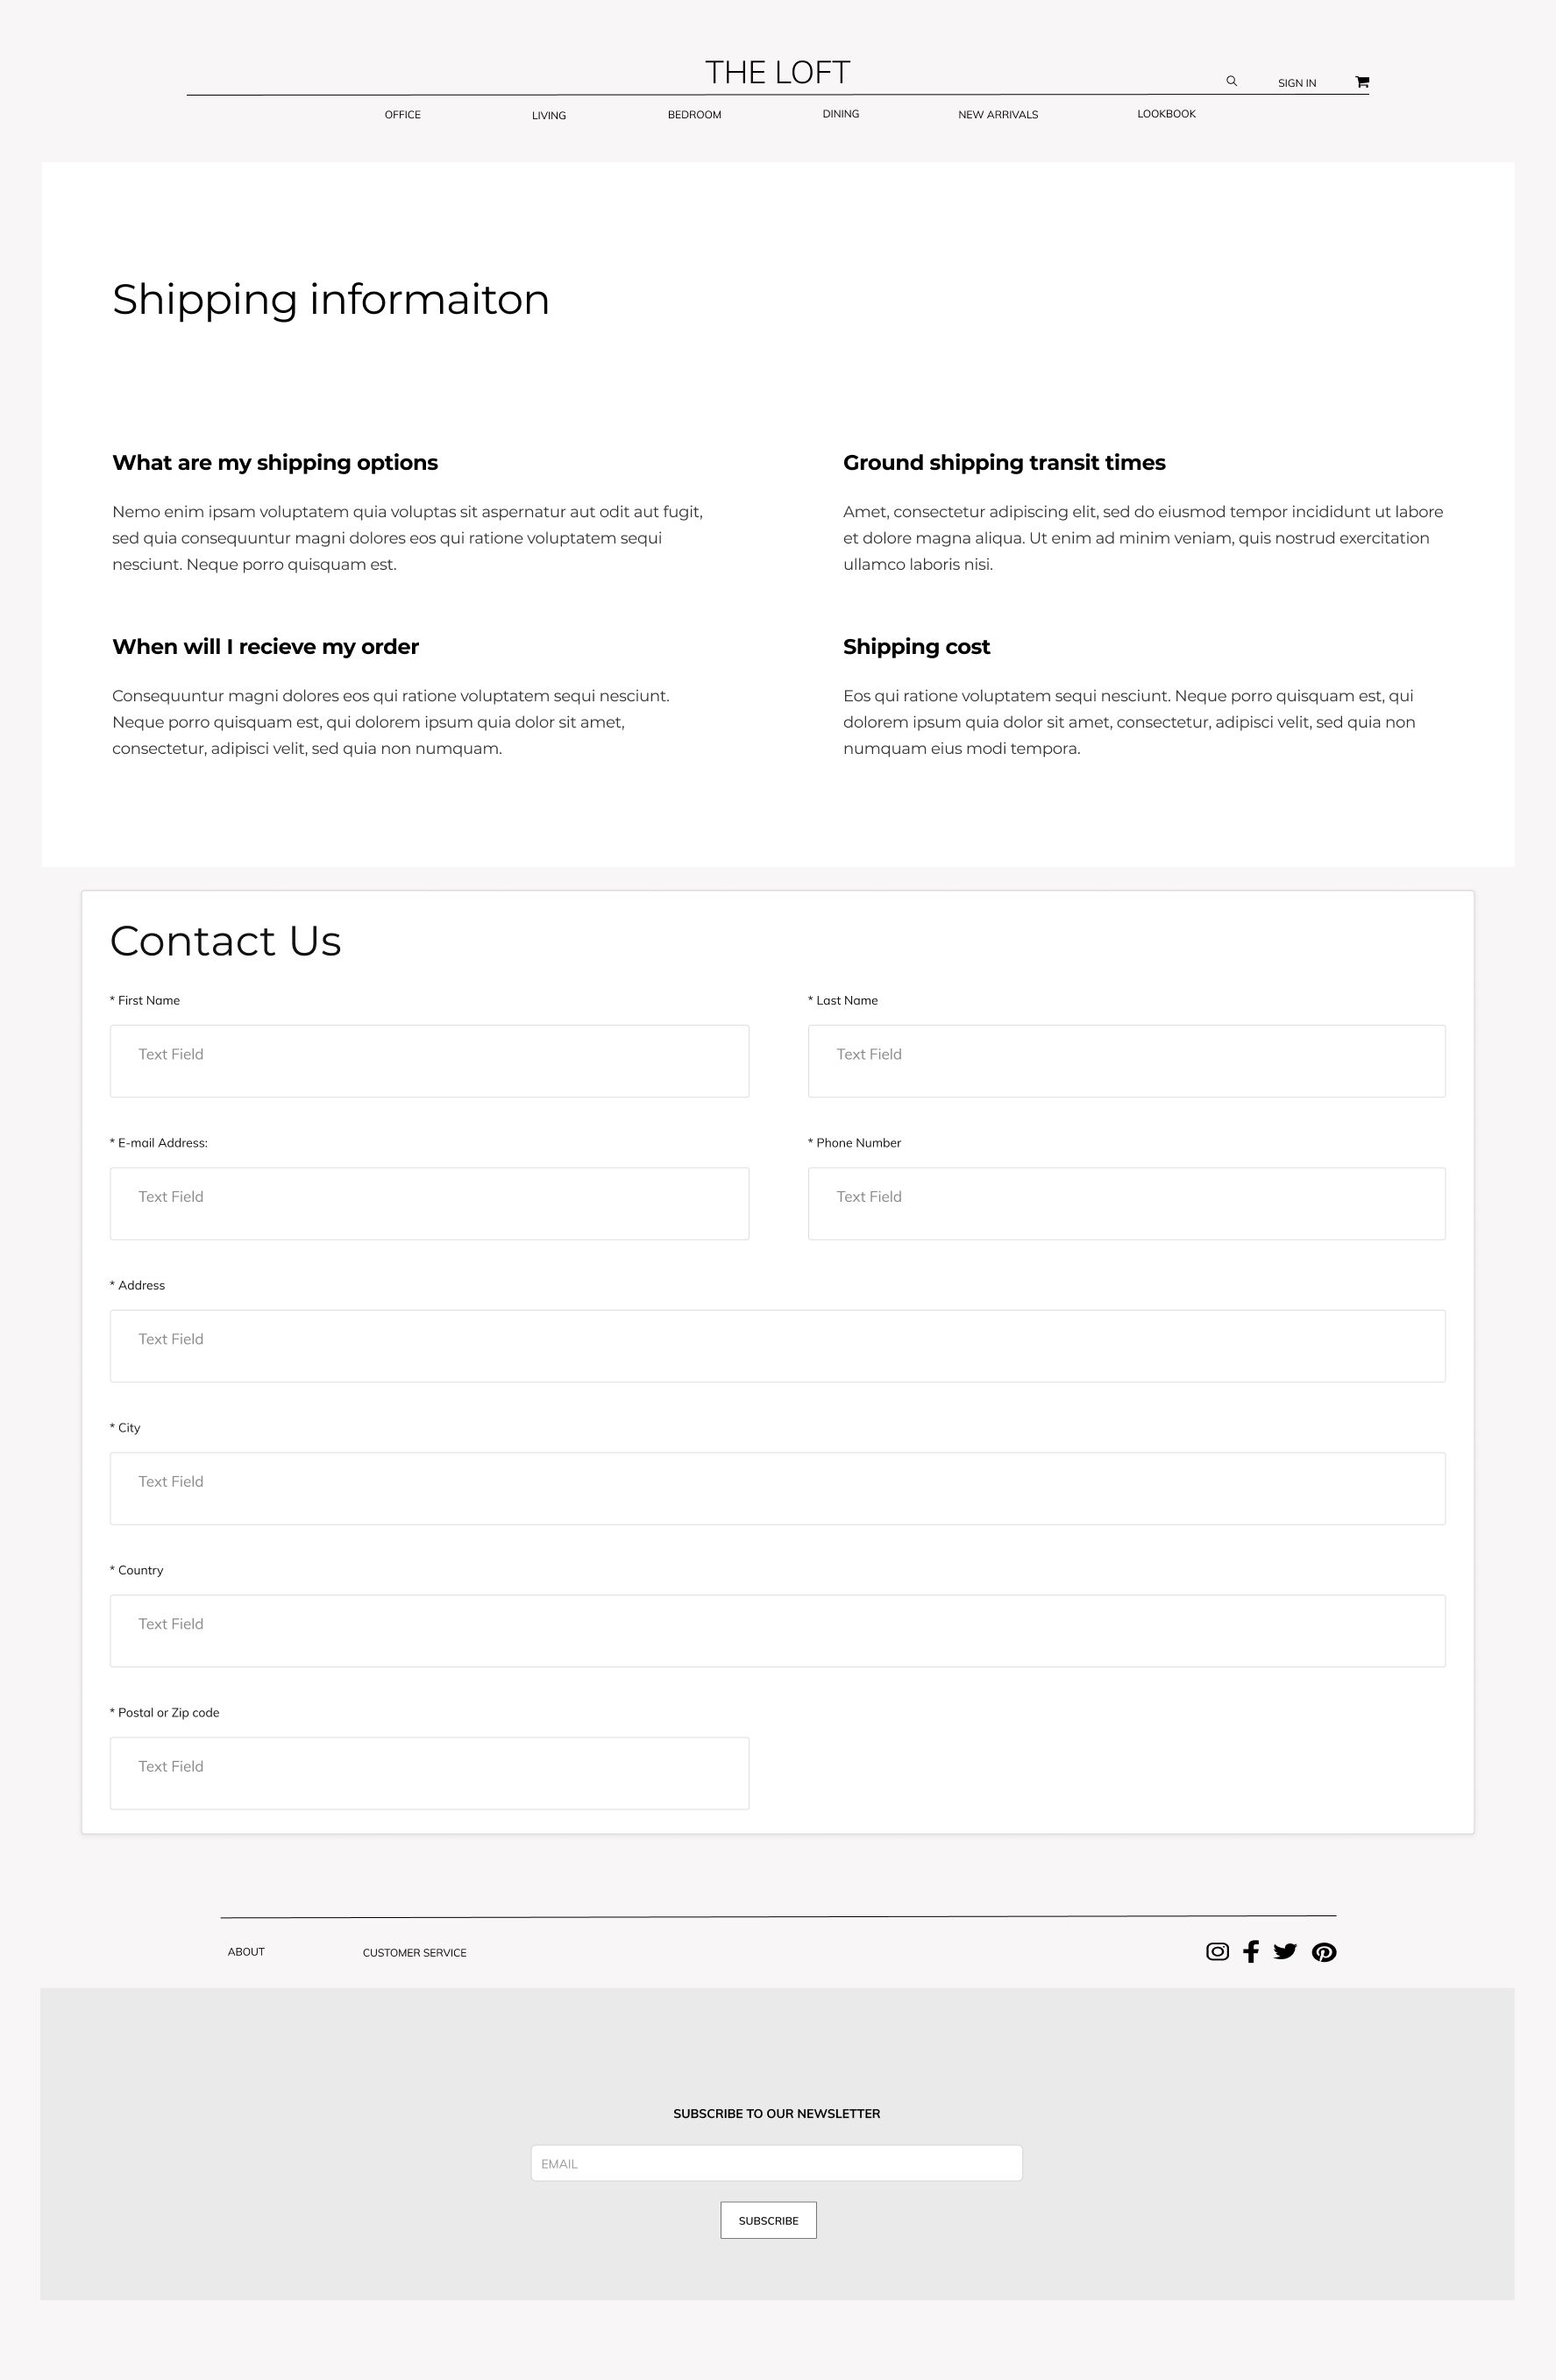 THE LOFT
SIGN IN
OFFICE
LIVING
BEDROOM
DINING
NEW ARRIVALS
LOOKBOOK
Shipping informaiton
What are my shipping options
Nemo enim ipsam voluptatem quia voluptas sit aspernatur aut odit aut fugit,
sed quia consequuntur magni dolores eos qui ratione voluptatem sequi
nesciunt. Neque porro quisquam est.
Ground shipping transit times
Amet, consectetur adipiscing elit, sed do eiusmod tempor incididunt ut labore
et dolore magna aliqua. Ut enim ad minim veniam, quis nostrud exercitation
ullamco laboris nisi.
When will I recieve my order
Consequuntur magni dolores eos qui ratione voluptatem sequi nesciunt.
Neque porro quisquam est, qui dolorem ipsum quia dolor sit amet,
consectetur, adipisci velit, sed quia non numquam.
Shipping cost
Eos qui ratione voluptatem sequi nesciunt. Neque porro quisquam est, qui
dolorem ipsum quia dolor sit amet, consectetur, adipisci velit, sed quia non
numquam eius modi tempora.
Contact Us
* First Name
Text Field
* Last Name
Text Field
* E-mail Address:
Text Field
* Phone Number
Text Field
* Address
Text Field
* City
Text Field
* Country
Text Field
* Postal or Zip code
Text Field
ABOUT
CUSTOMER SERVICE
SUBSCRIBE TO OUR NEWSLETTER
EMAIL
SUBSCRIBE